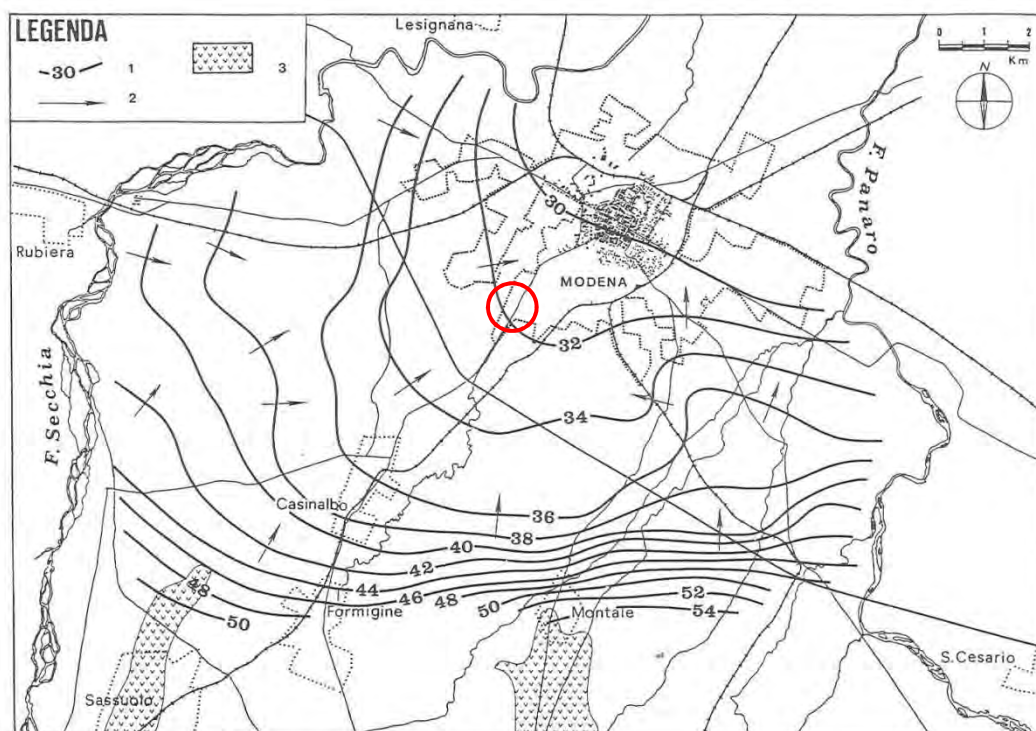 Lesignana
LEGENDA
30 1
2
3
0 1 2
Km
N
F. Panaro
Rubiera
30
MODENA
32
F. Secchia
34
Casinalbo
36
38
40
42
44
46
48
48
50
50
52
54
Formigine
Montale
Sassuolo
S. Cesario